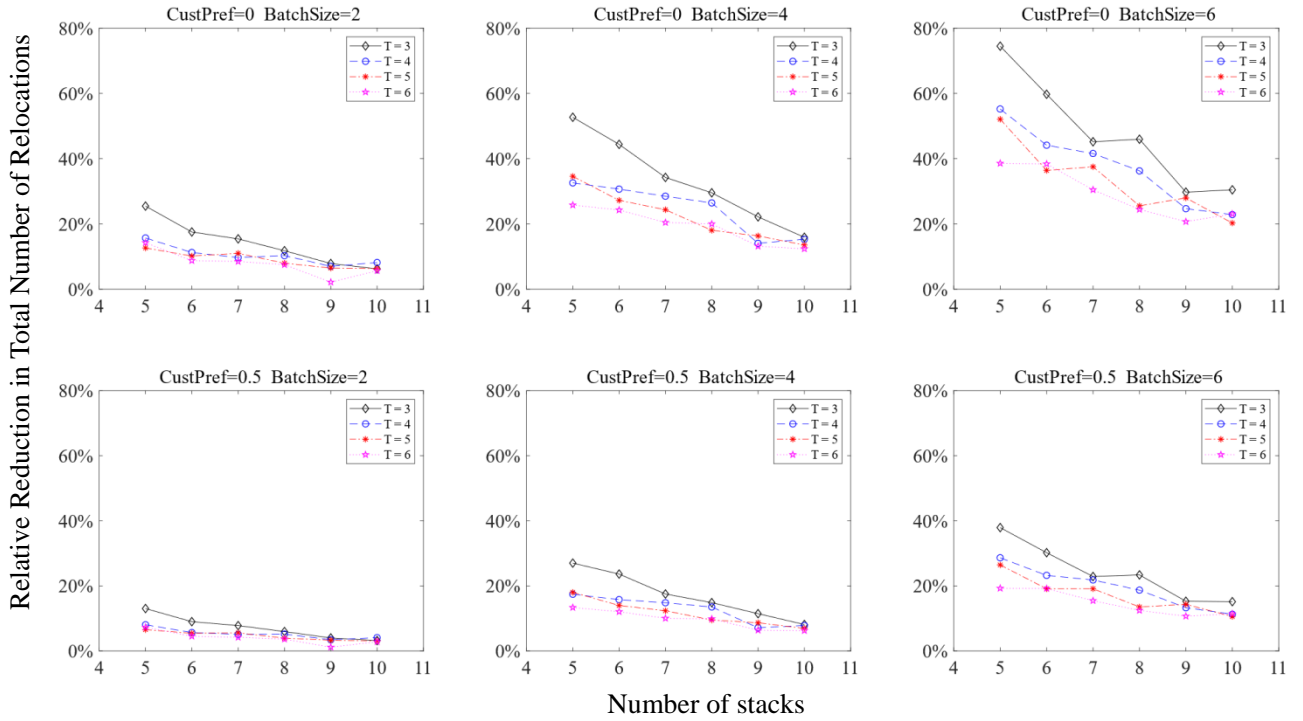 Relative Reduction in Total Number of Relocations
CustPref=0 BatchSize=2
80%
60%
40%
20%
0%
4 5 6 7 8 9 10 11
T = 3
T = 4
T = 5
T = 6
CustPref=0 BatchSize=4
80%
60%
40%
20%
0%
4 5 6 7 8 9 10 11
T = 3
T = 4
T = 5
T = 6
CustPref=0 BatchSize=6
80%
60%
40%
20%
0%
4 5 6 7 8 9 10 11
T = 3
T = 4
T = 5
T = 6
CustPref=0.5 BatchSize=2
80%
60%
40%
20%
0%
4 5 6 7 8 9 10 11
T = 3
T = 4
T = 5
T = 6
CustPref=0.5 BatchSize=4
80%
60%
40%
20%
0%
4 5 6 7 8 9 10 11
T = 3
T = 4
T = 5
T = 6
CustPref=0.5 BatchSize=6
80%
60%
40%
20%
0%
4 5 6 7 8 9 10 11
T = 3
T = 4
T = 5
T = 6
Number of stacks